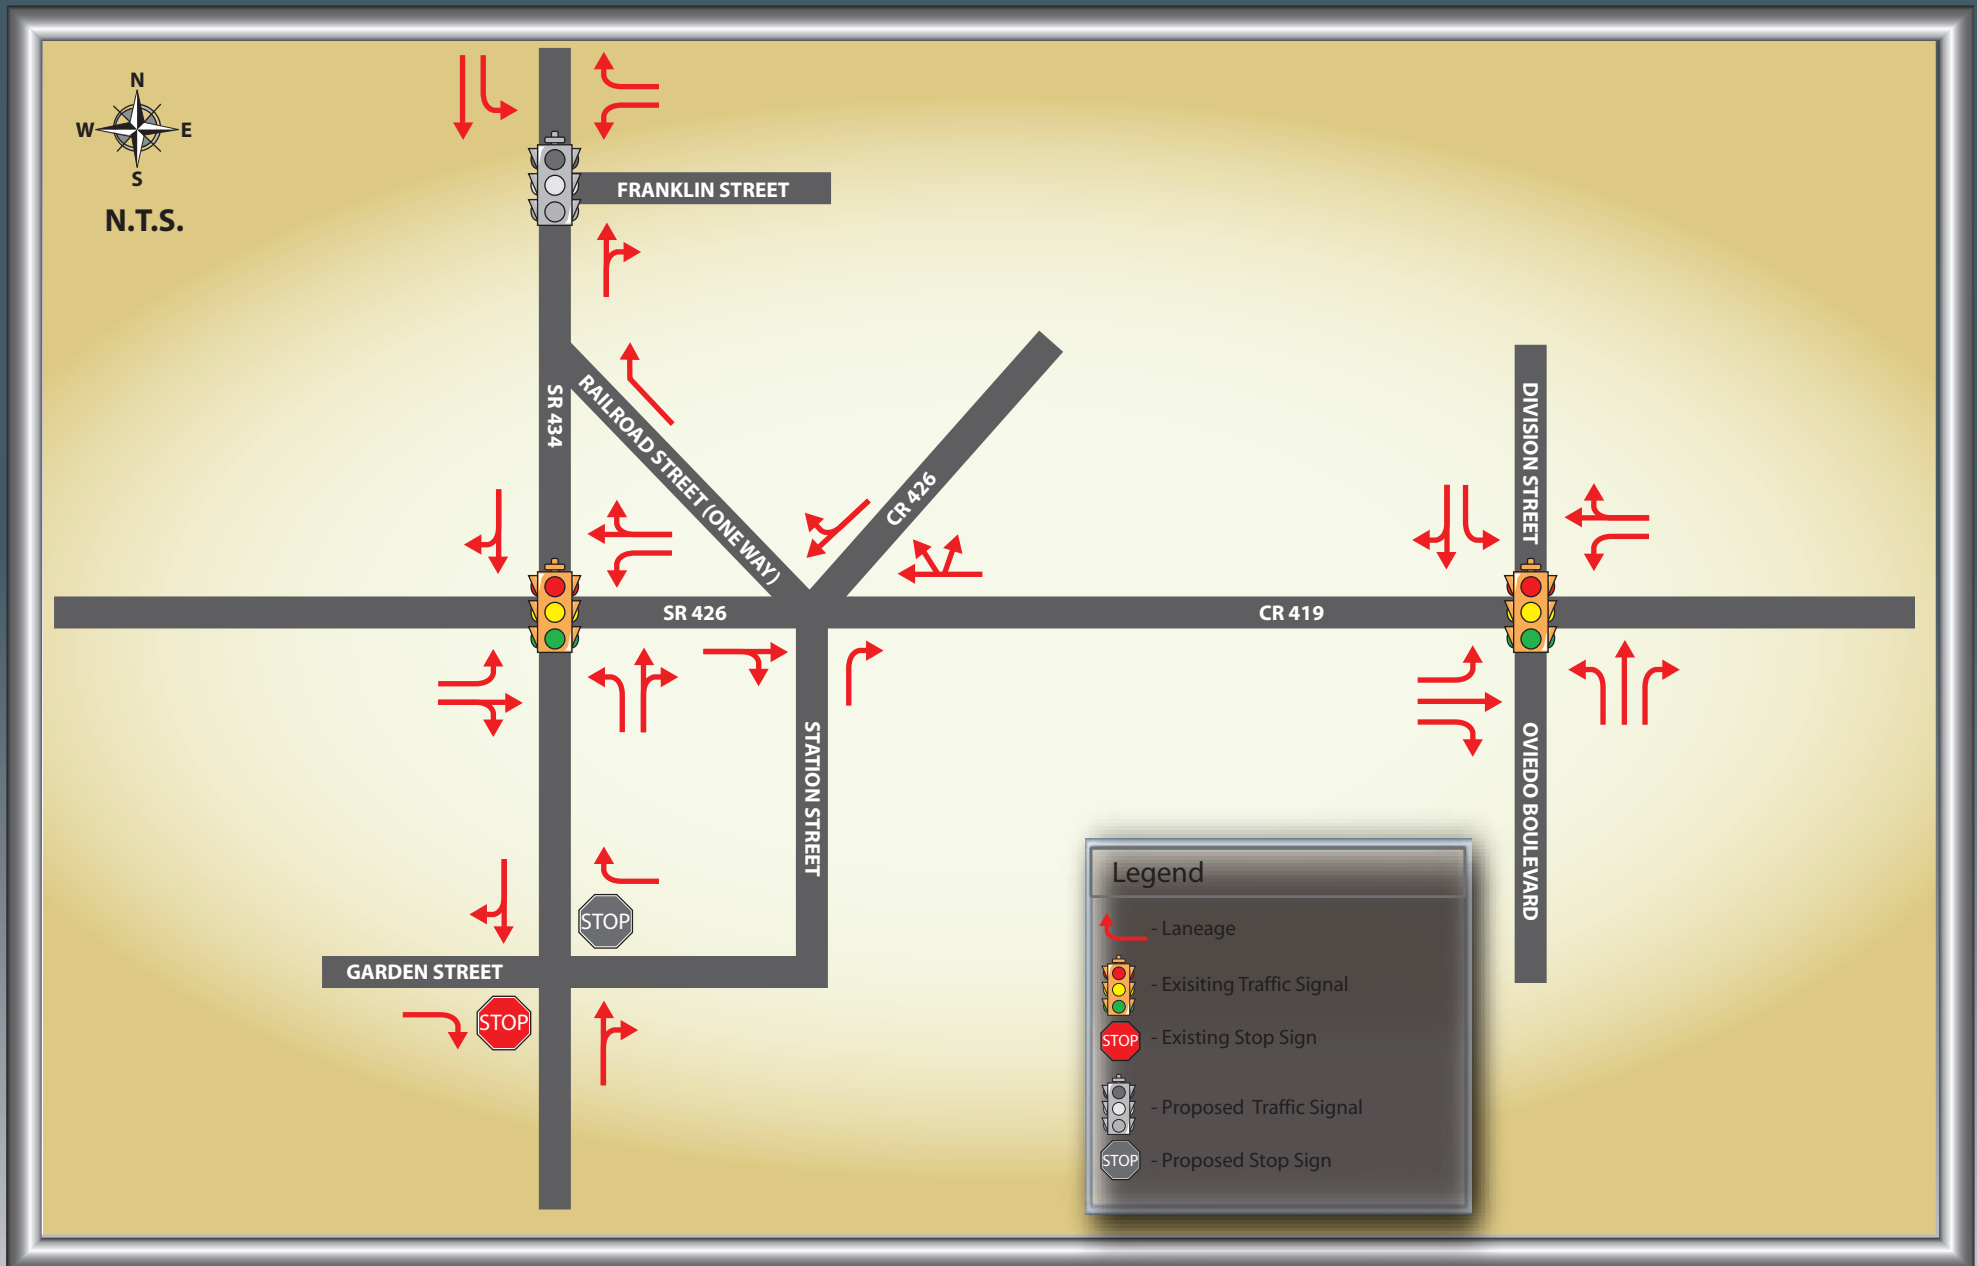 N
W E
S
N.T.S.
FRANKLIN STREET
SR 434
RAILROAD STREET (ONE WAY)
CR 426
DIVISION STREET
SR 426
CR 419
STATION STREET
OVIEDO BOULEVARD
STOP
GARDEN STREET
STOP
Legend
- Laneage
- Exisiting Traffic Signal
STOP - Existing Stop Sign
- Proposed Traffic Signal
STOP - Proposed Stop Sign